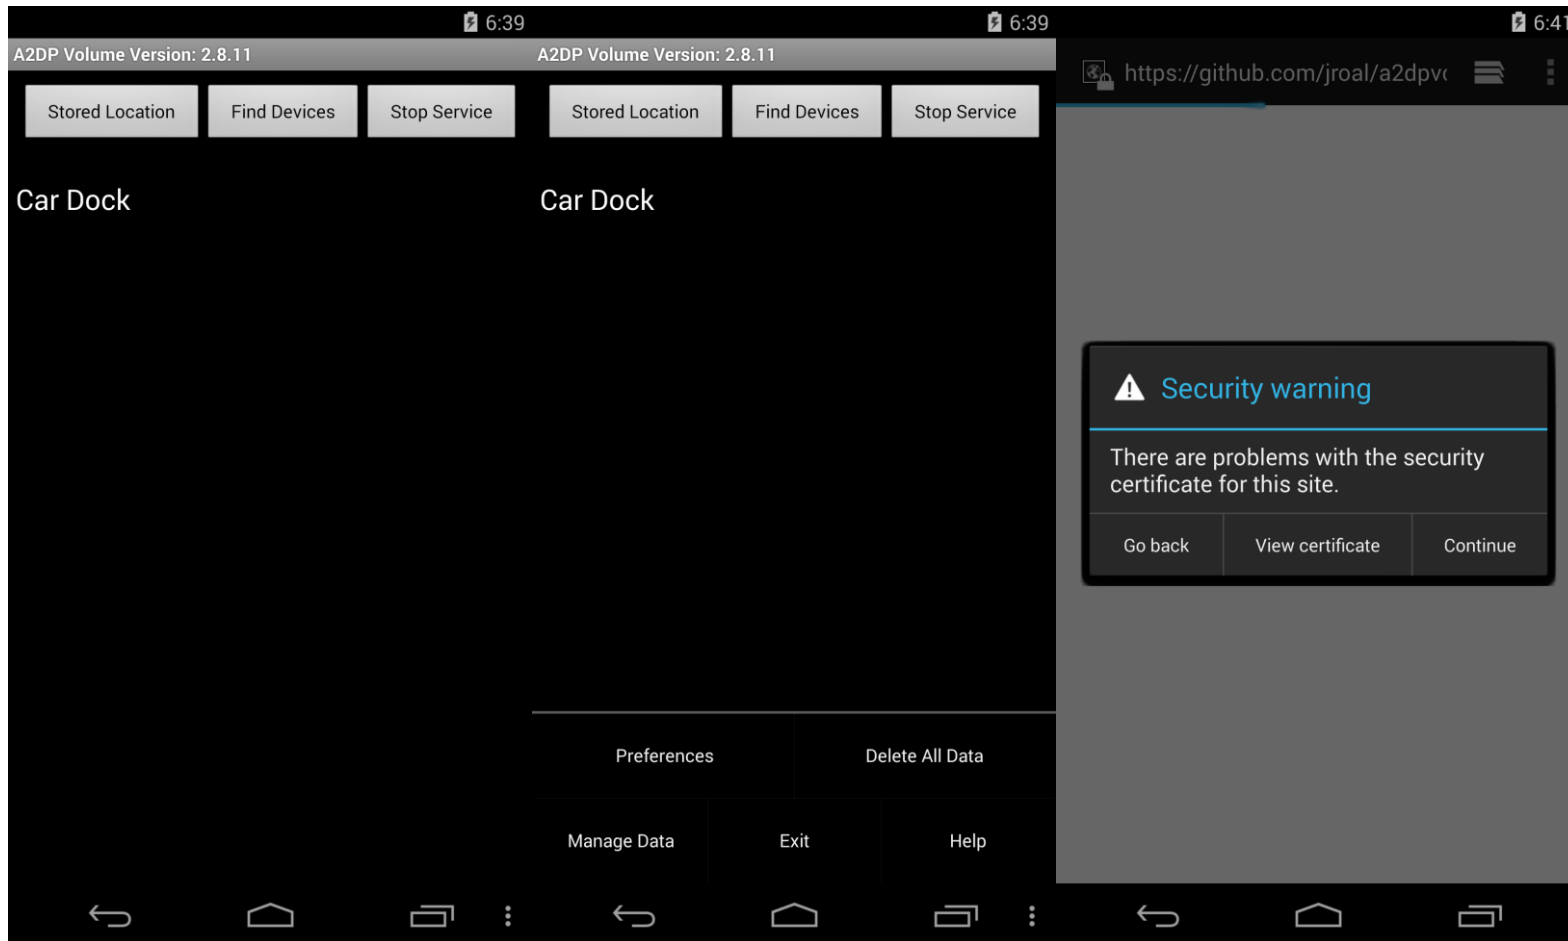 6:39
A2DP Volume Version: 2.8.11
Stored Location
Find Devices
Stop Service
Car Dock
6:39
A2DP Volume Version: 2.8.11
Stored Location
Find Devices
Stop Service
Car Dock
Preferences
Delete All Data
Manage Data
Exit
Help
6:41
https://github.com/jroal/a2dpvo
Security warning
There are problems with the security
certificate for this site.
Go back
View certificate
Continue